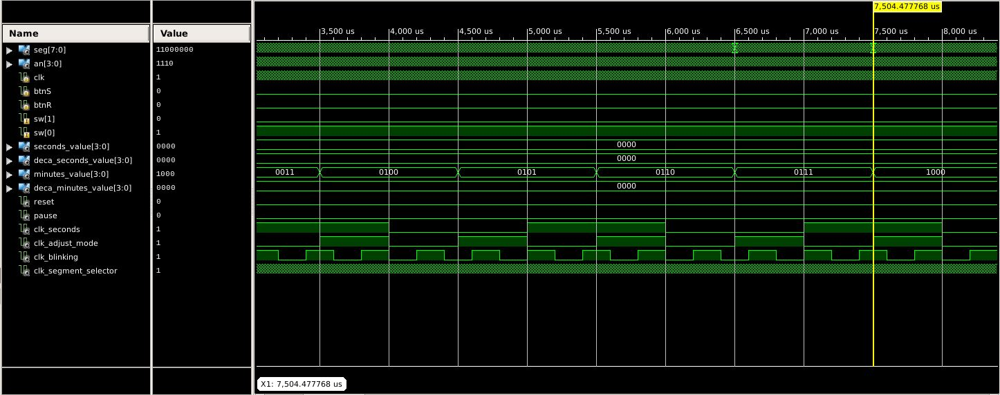 7,504.477768 us
Name Value
3,500 us 4,000 us 4,500 us 5,000 us 5,500 us 6,000 us 6,500 us 7,000 us 7,500 us 8,000 us
seg[7:0] 11000000
an[3:0] 1110
clk 1
btnS 0
btnR 0
sw[1] 0
sw[0] 1
seconds_value[3:0] 0000 0000
deca_seconds_value[3:0] 0000 0000
minutes_value[3:0] 1000 0011 0100 0101 0110 0111 1000
deca_minutes_value[3:0] 0000 0000
reset 0
pause 0
clk_seconds 1
clk_adjust_mode 1
clk_blinking 1
clk_segment_selector 1
X1: 7,504.477768 us